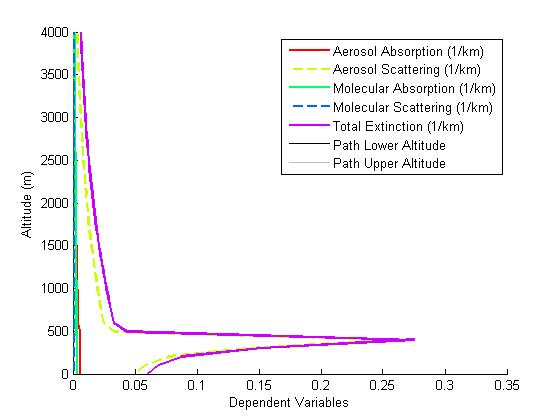 4000
3500
3000
2500
2000
1500
1000
500
0
Altitude (m)
Aerosol Absorption (1/km)
Aerosol Scattering (1/km)
Molecular Absorption (1/km)
Molecular Scattering (1/km)
Total Extinction (1/km)
Path Lower Altitude
Path Upper Altitude
0 0.05 0.1 0.15 0.2 0.25 0.3 0.35
Dependent Variables